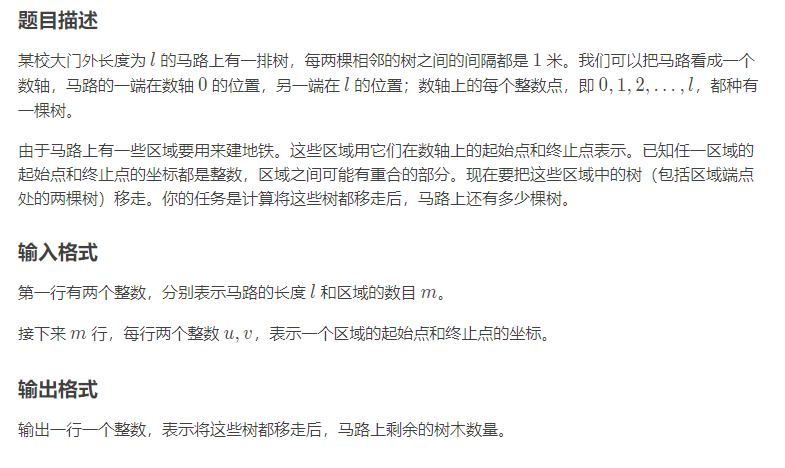 题目描述
某校大门外长度为 l 的马路上有一排树，每两棵相邻的树之间的间隔都是 1 米。我们可以把马路看成一个
数轴，马路的一端在数轴 0 的位置，另一端在 l 的位置；数轴上的每个整数点，即 0, 1, 2, . . . , l，都种有
一棵树。
由于马路上有一些区域要用来建地铁。这些区域用它们在数轴上的起始点和终止点表示。已知任一区域的
起始点和终止点的坐标都是整数，区域之间可能有重合的部分。现在要把这些区域中的树（包括区域端点
处的两棵树）移走。你的任务是计算将这些树都移走后，马路上还有多少棵树。
输入格式
第一行有两个整数，分别表示马路的长度 l 和区域的数目 m。
接下来 m 行，每行两个整数 u, v，表示一个区域的起始点和终止点的坐标。
输出格式
输出一行一个整数，表示将这些树都移走后，马路上剩余的树木数量。